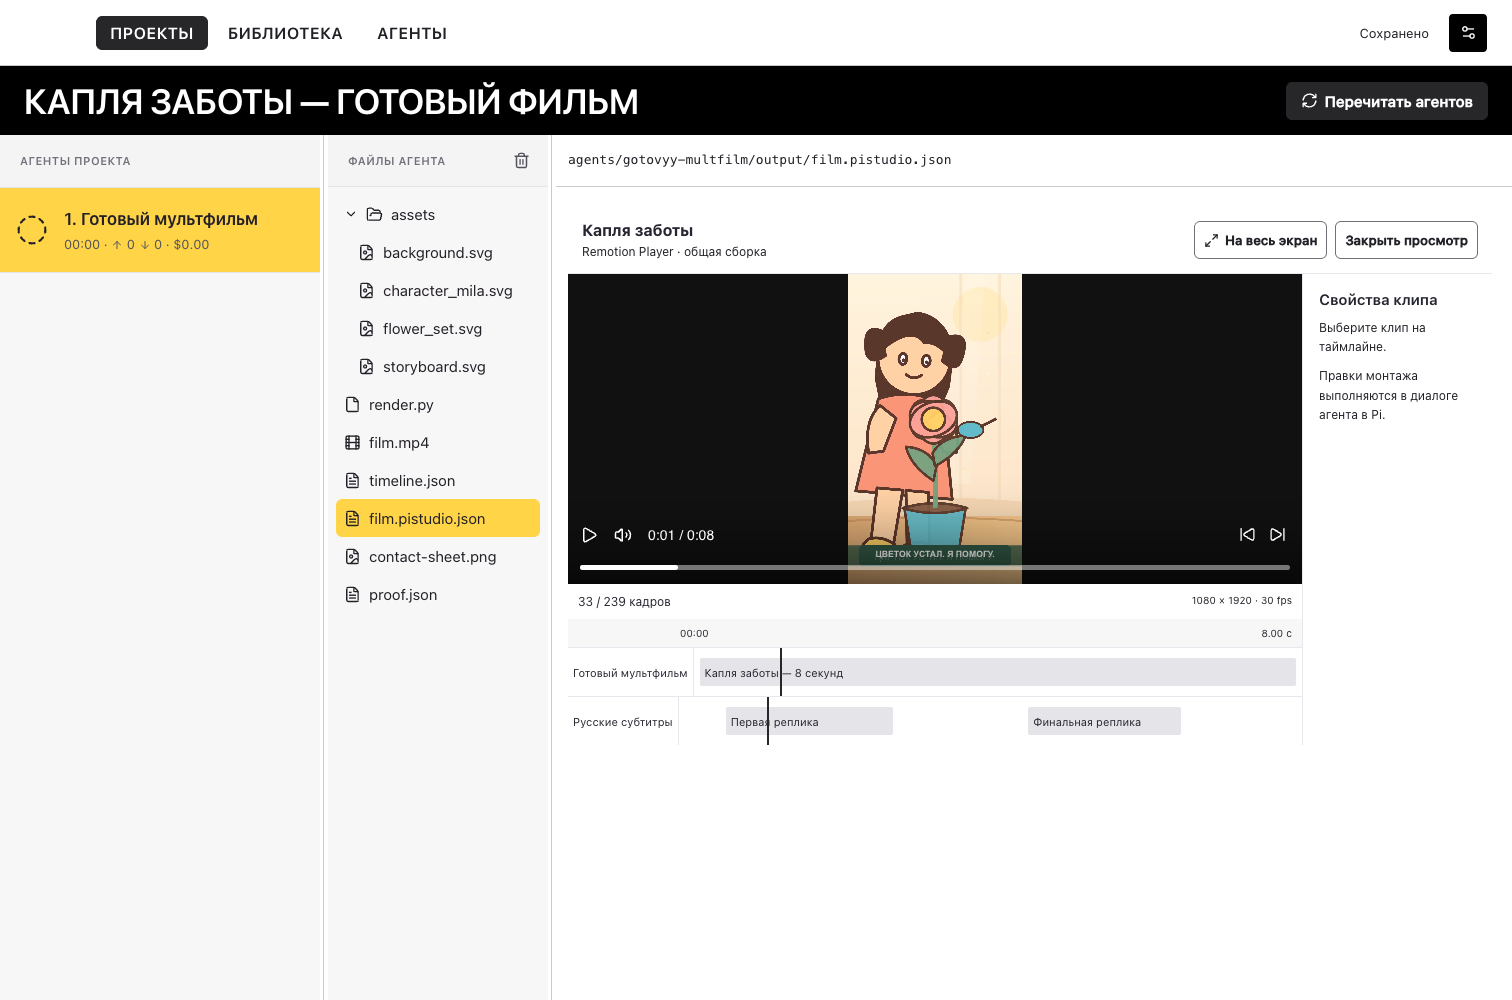 ПРОЕКТЫ БИБЛИОТЕКА АГЕНТЫ
Сохранено
КАПЛЯ ЗАБОТЫ — ГОТОВЫЙ ФИЛЬМ
Перечитать агентов
АГЕНТЫ ПРОЕКТА
1. Готовый мультфильм
00:00 · ↑ 0 ↓ 0 · $0.00
ФАЙЛЫ АГЕНТА
assets
background.svg
character_mila.svg
flower_set.svg
storyboard.svg
render.py
film.mp4
timeline.json
film.pistudio.json
contact-sheet.png
proof.json
agents/gotovyy-multfilm/output/film.pistudio.json
Капля заботы
Remotion Player · общая сборка
На весь экран
Закрыть просмотр
ЦВЕТОК УСТАЛ. Я ПОМОГУ.
0:01 / 0:08
33 / 239 кадров
1080 × 1920 · 30 fps
00:00
8.00 с
Готовый мультфильм
Капля заботы — 8 секунд
Русские субтитры
Первая реплика
Финальная реплика
Свойства клипа
Выберите клип на
таймлайне.
Правки монтажа
выполняются в диалоге
агента в Pi.